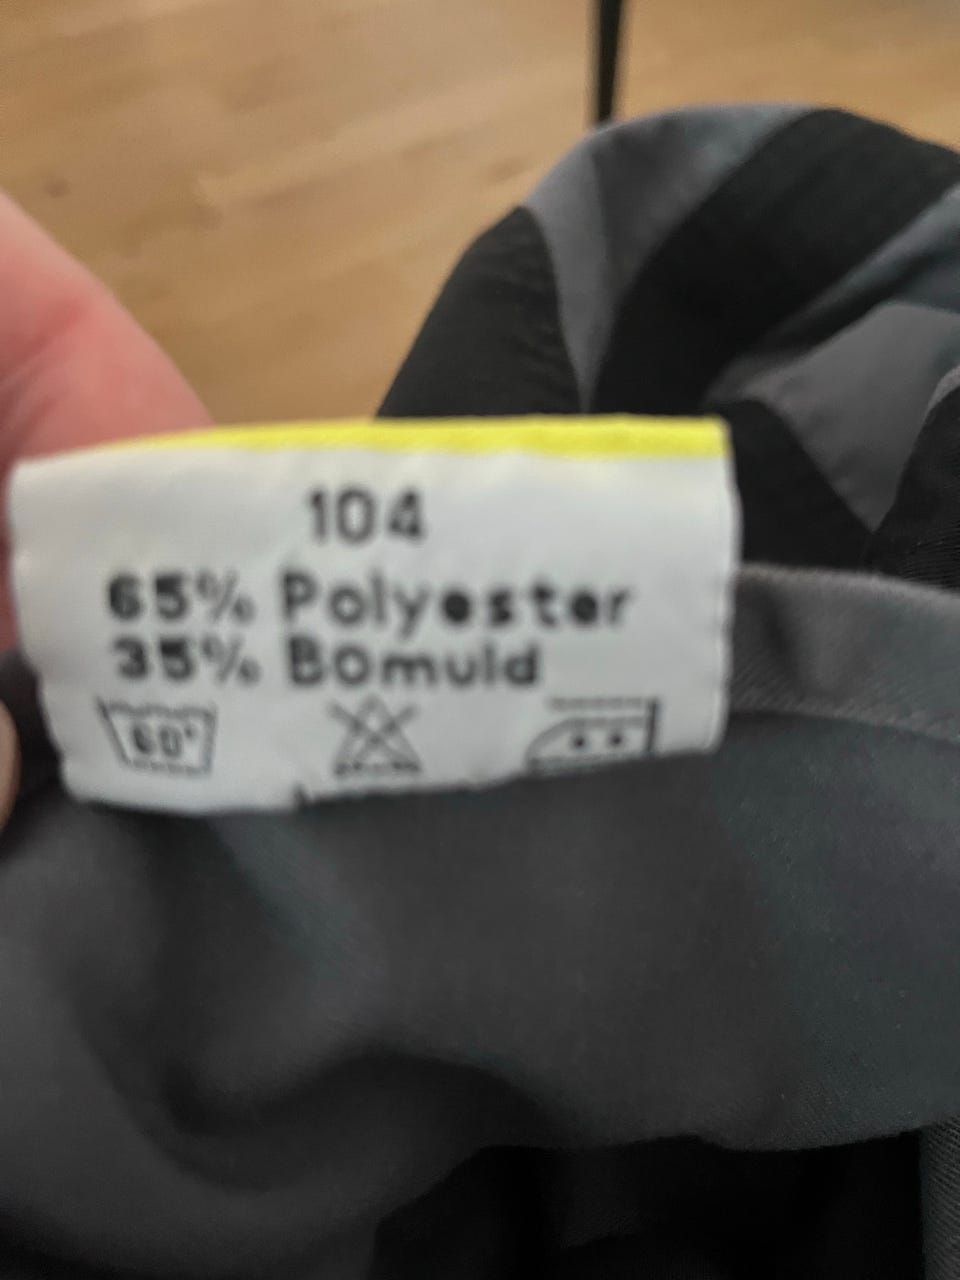 104
65% Polyester
35% Bomuld
60°